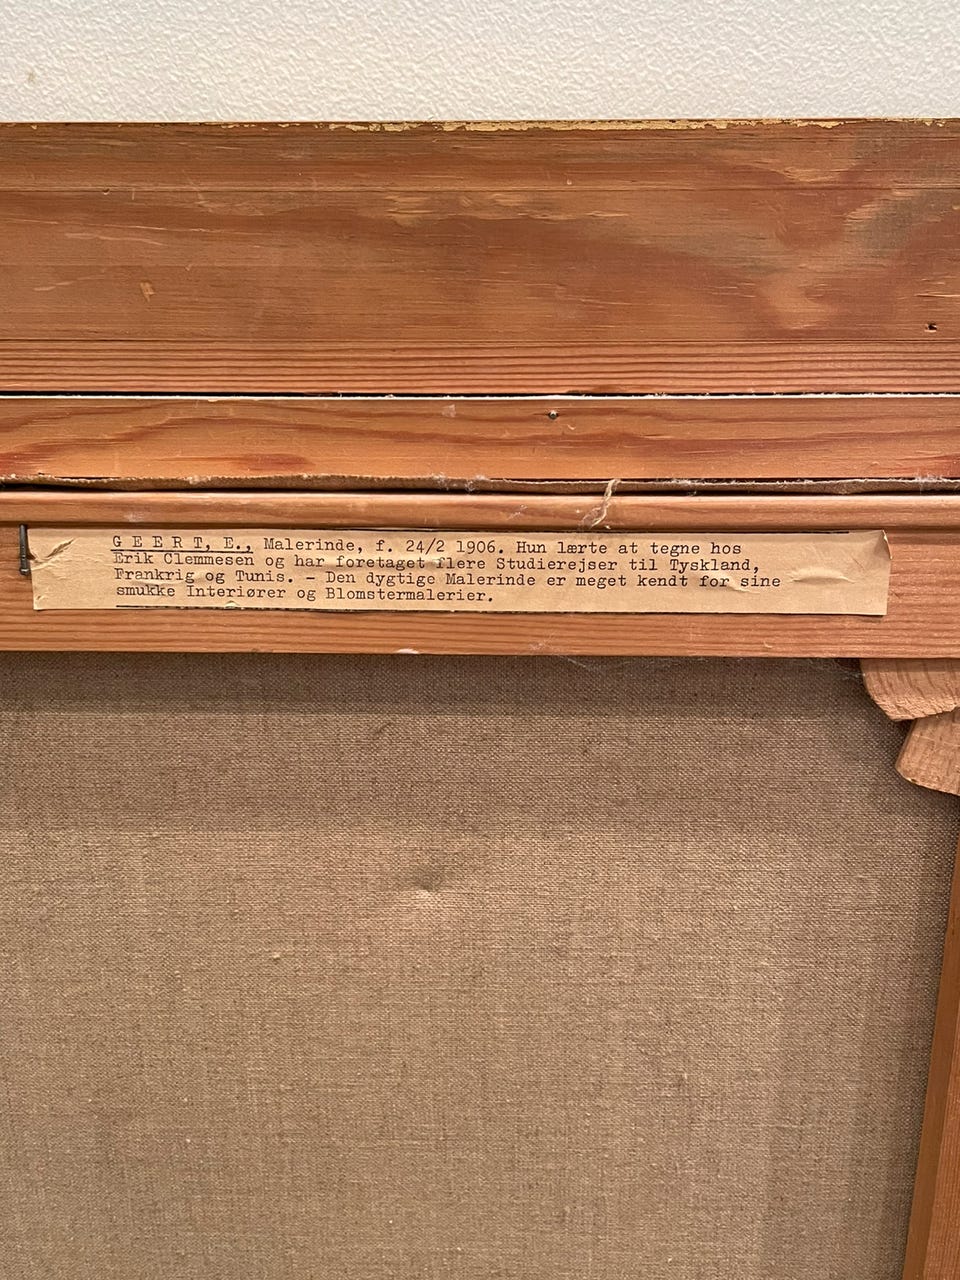 G E E R T, E., Malerinde, f. 24/2 1906. Hun lærte at tegne hos
Erik Clemmesen og har foretaget flere Studierejser til Tyskland,
Frankrig og Tunis. - Den dygtige Malerinde er meget kendt for sine
smukke Interiører og Blomstermalerier.